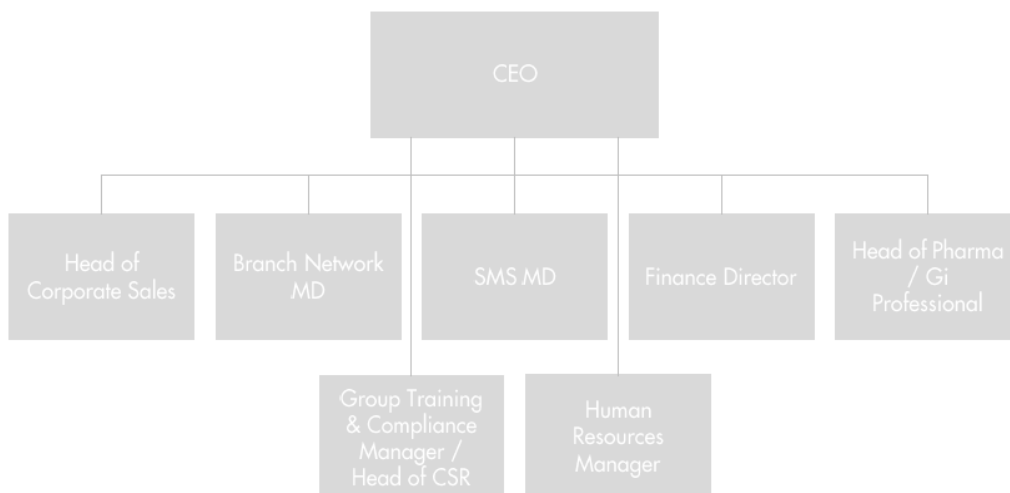 CEO
Head of
Corporate Sales
Branch Network
MD
SMS MD
Finance Director
Head of Pharma
/ Gi
Professional
Group Training
& Compliance
Manager /
Head of CSR
Human
Resources
Manager